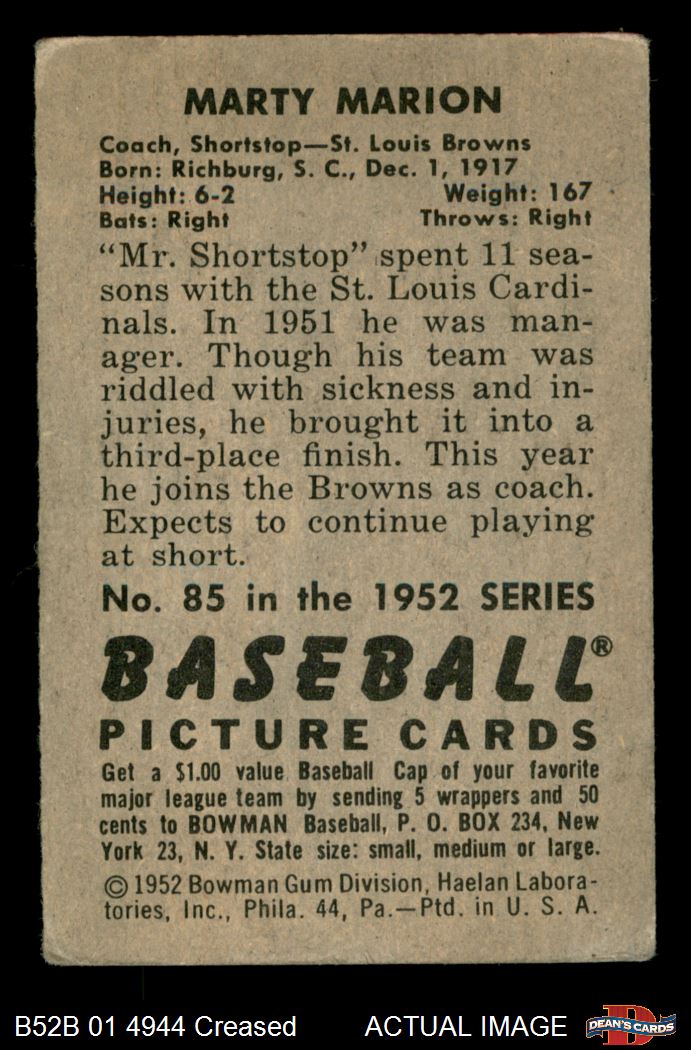 MARTY MARION
Coach, Shortstop—St. Louis Browns
Born: Richburg, S. C., Dec. 1, 1917
Height: 6-2 Weight: 167
Bats: Right Throws: Right
“Mr. Shortstop” spent 11 sea-
sons with the St. Louis Cardi-
nals. In 1951 he was man-
ager. Though his team was
riddled with sickness and in-
juries, he brought it into a
third-place finish. This year
he joins the Browns as coach.
Expects to continue playing
at short.
No. 85 in the 1952 SERIES
BASEBALL®
PICTURE CARDS
Get a $1.00 value Baseball Cap of your favorite
major league team by sending 5 wrappers and 50
cents to BOWMAN Baseball, P. O. BOX 234, New
York 23, N. Y. State size: small, medium or large.
© 1952 Bowman Gum Division, Haelan Labora-
tories, Inc., Phila. 44, Pa.—Ptd. in U. S. A.
B52B 01 4944 Creased ACTUAL IMAGE DEAN'S CARDS